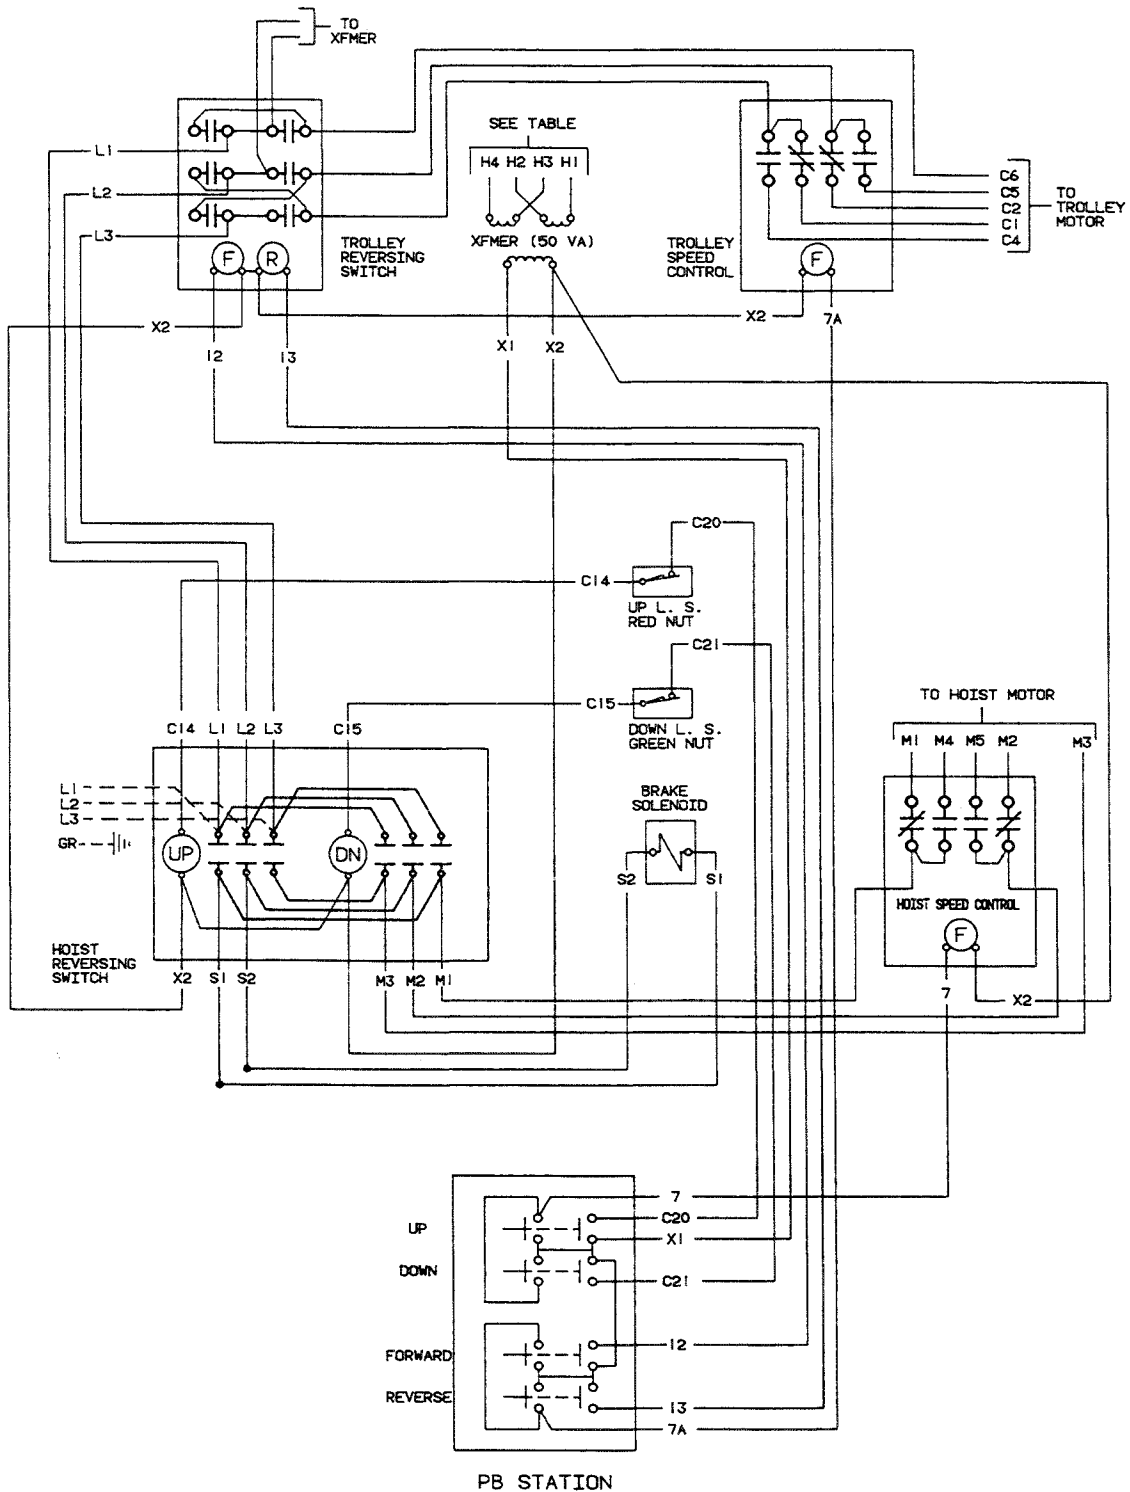 TO
XFMER
L1
L2
L3
TROLLEY
REVERSING
SWITCH
F
R
X2
12
13
SEE TABLE
H4 H2 H3 H1
XFMER (50 VA)
X1
X2
TROLLEY
SPEED
CONTROL
F
X2
7A
C6
C5
C2
C1
C4
TO
TROLLEY
MOTOR
C20
C14
UP L. S.
RED NUT
C21
C15
DOWN L. S.
GREEN NUT
C14 L1 L2 L3 C15
L1
L2
L3
GR
UP
DN
HOIST
REVERSING
SWITCH
X2 S1 S2 M3 M2 M1
BRAKE
SOLENOID
S2
S1
TO HOIST MOTOR
M1 M4 M5 M2 M3
HOIST SPEED CONTROL
F
7
X2
UP
DOWN
FORWARD
REVERSE
7
C20
X1
C21
12
13
7A
PB STATION